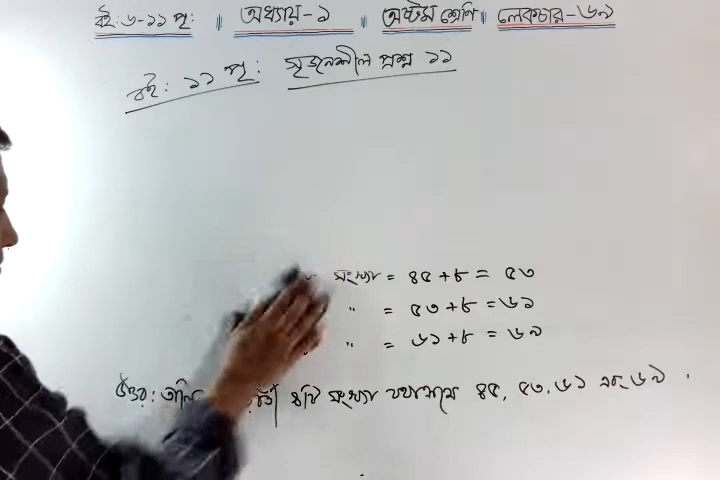 বই: ৬-১১ পৃ: ॥ অধ্যায়-১ ॥ অষ্টম শ্রেণি ॥ লেকচার-৬৯
বই: ১১ পৃ: সৃজনশীল প্রশ্ন ১১
সংখ্যা = ৪৫+৮ = ৫৩
" = ৫৩+৮ = ৬১
" = ৬১+৮ = ৬৯
উত্তর: ৪টি সংখ্যা যথাক্রমে ৪৫, ৫৩, ৬১ এবং ৬৯ .